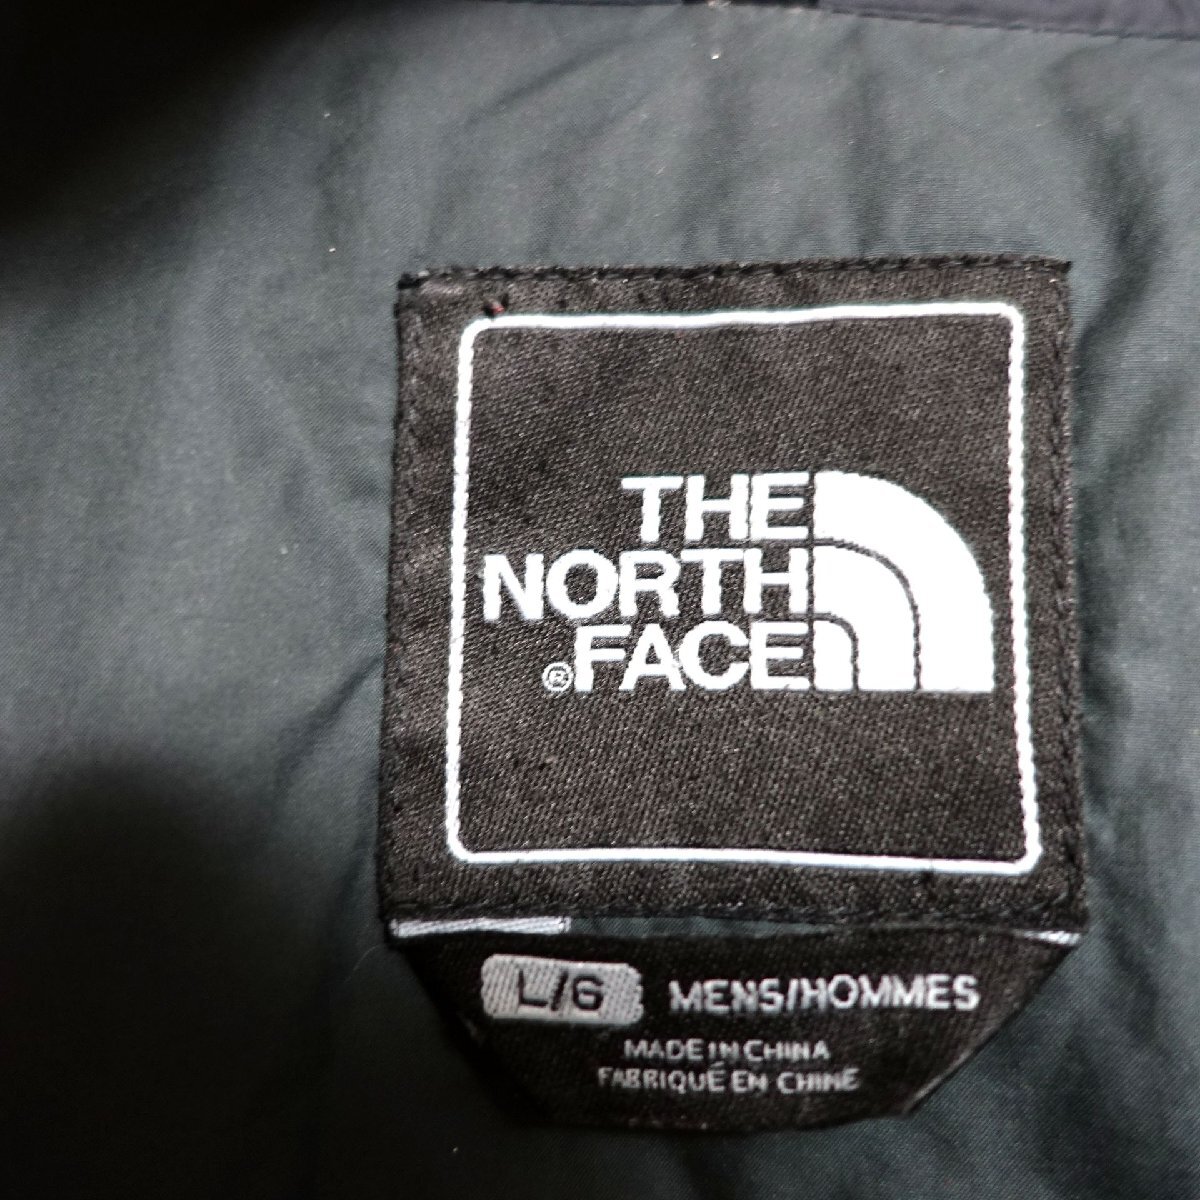 THE
NORTH
®FACE
L/G MENS/HOMMES
MADE IN CHINA
FABRIQUÉ EN CHINE